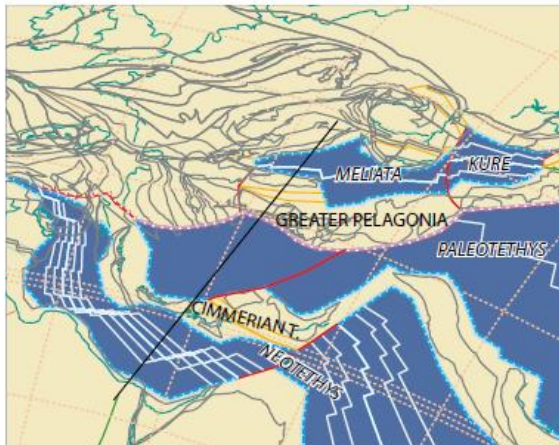 MELIATA
KURE
GREATER PELAGONIA
PALEOTETHYS
CIMMERIAN T.
NEOTETHYS